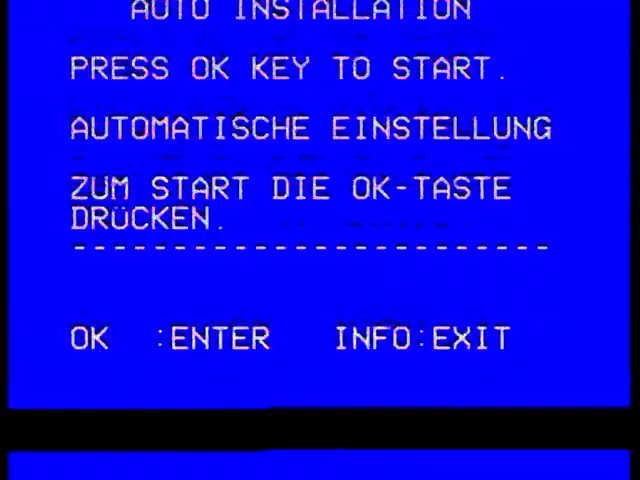 AUTO INSTALLATION
PRESS OK KEY TO START.
AUTOMATISCHE EINSTELLUNG
ZUM START DIE OK-TASTE
DRÜCKEN.
------------------------
OK :ENTER INFO:EXIT